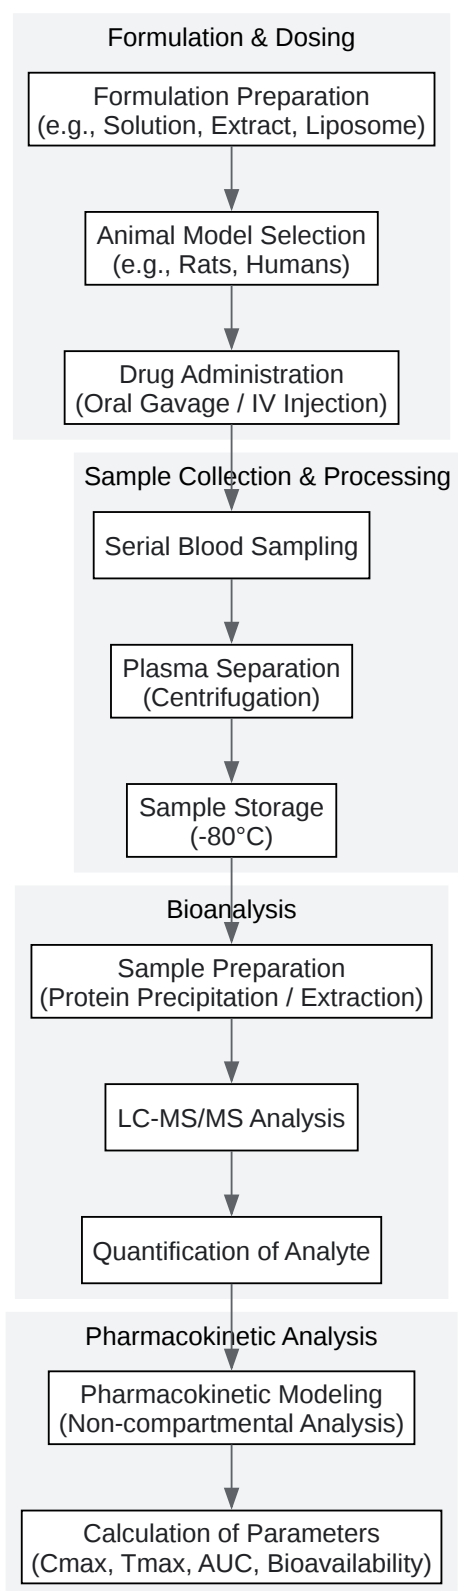 Formulation & Dosing
Formulation Preparation
(e.g., Solution, Extract, Liposome)
Animal Model Selection
(e.g., Rats, Humans)
Drug Administration
(Oral Gavage / IV Injection)
Sample Collection & Processing
Serial Blood Sampling
Plasma Separation
(Centrifugation)
Sample Storage
(-80°C)
Bioanalysis
Sample Preparation
(Protein Precipitation / Extraction)
LC-MS/MS Analysis
Quantification of Analyte
Pharmacokinetic Analysis
Pharmacokinetic Modeling
(Non-compartmental Analysis)
Calculation of Parameters
(Cmax, Tmax, AUC, Bioavailability)